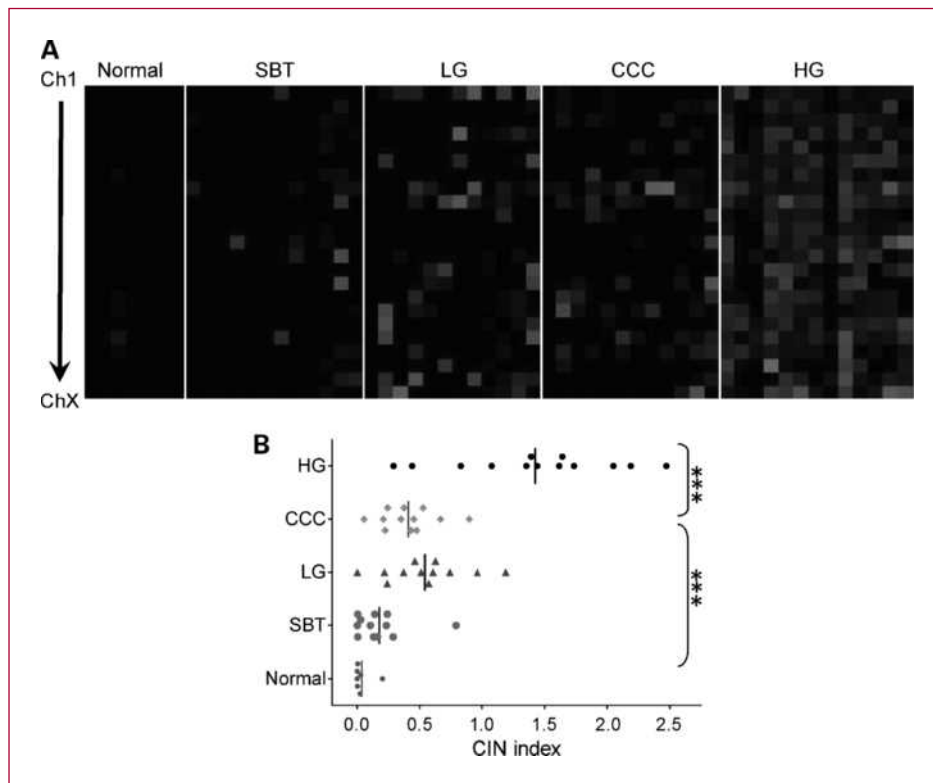 A
Ch1 Normal SBT LG CCC HG
ChX
B
HG
CCC
LG
SBT
Normal
***
***
0.0 0.5 1.0 1.5 2.0 2.5
CIN index